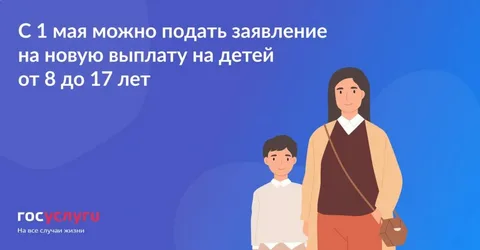 С 1 мая можно подать заявление
на новую выплату на детей
от 8 до 17 лет
госуслуги
На все случаи жизни